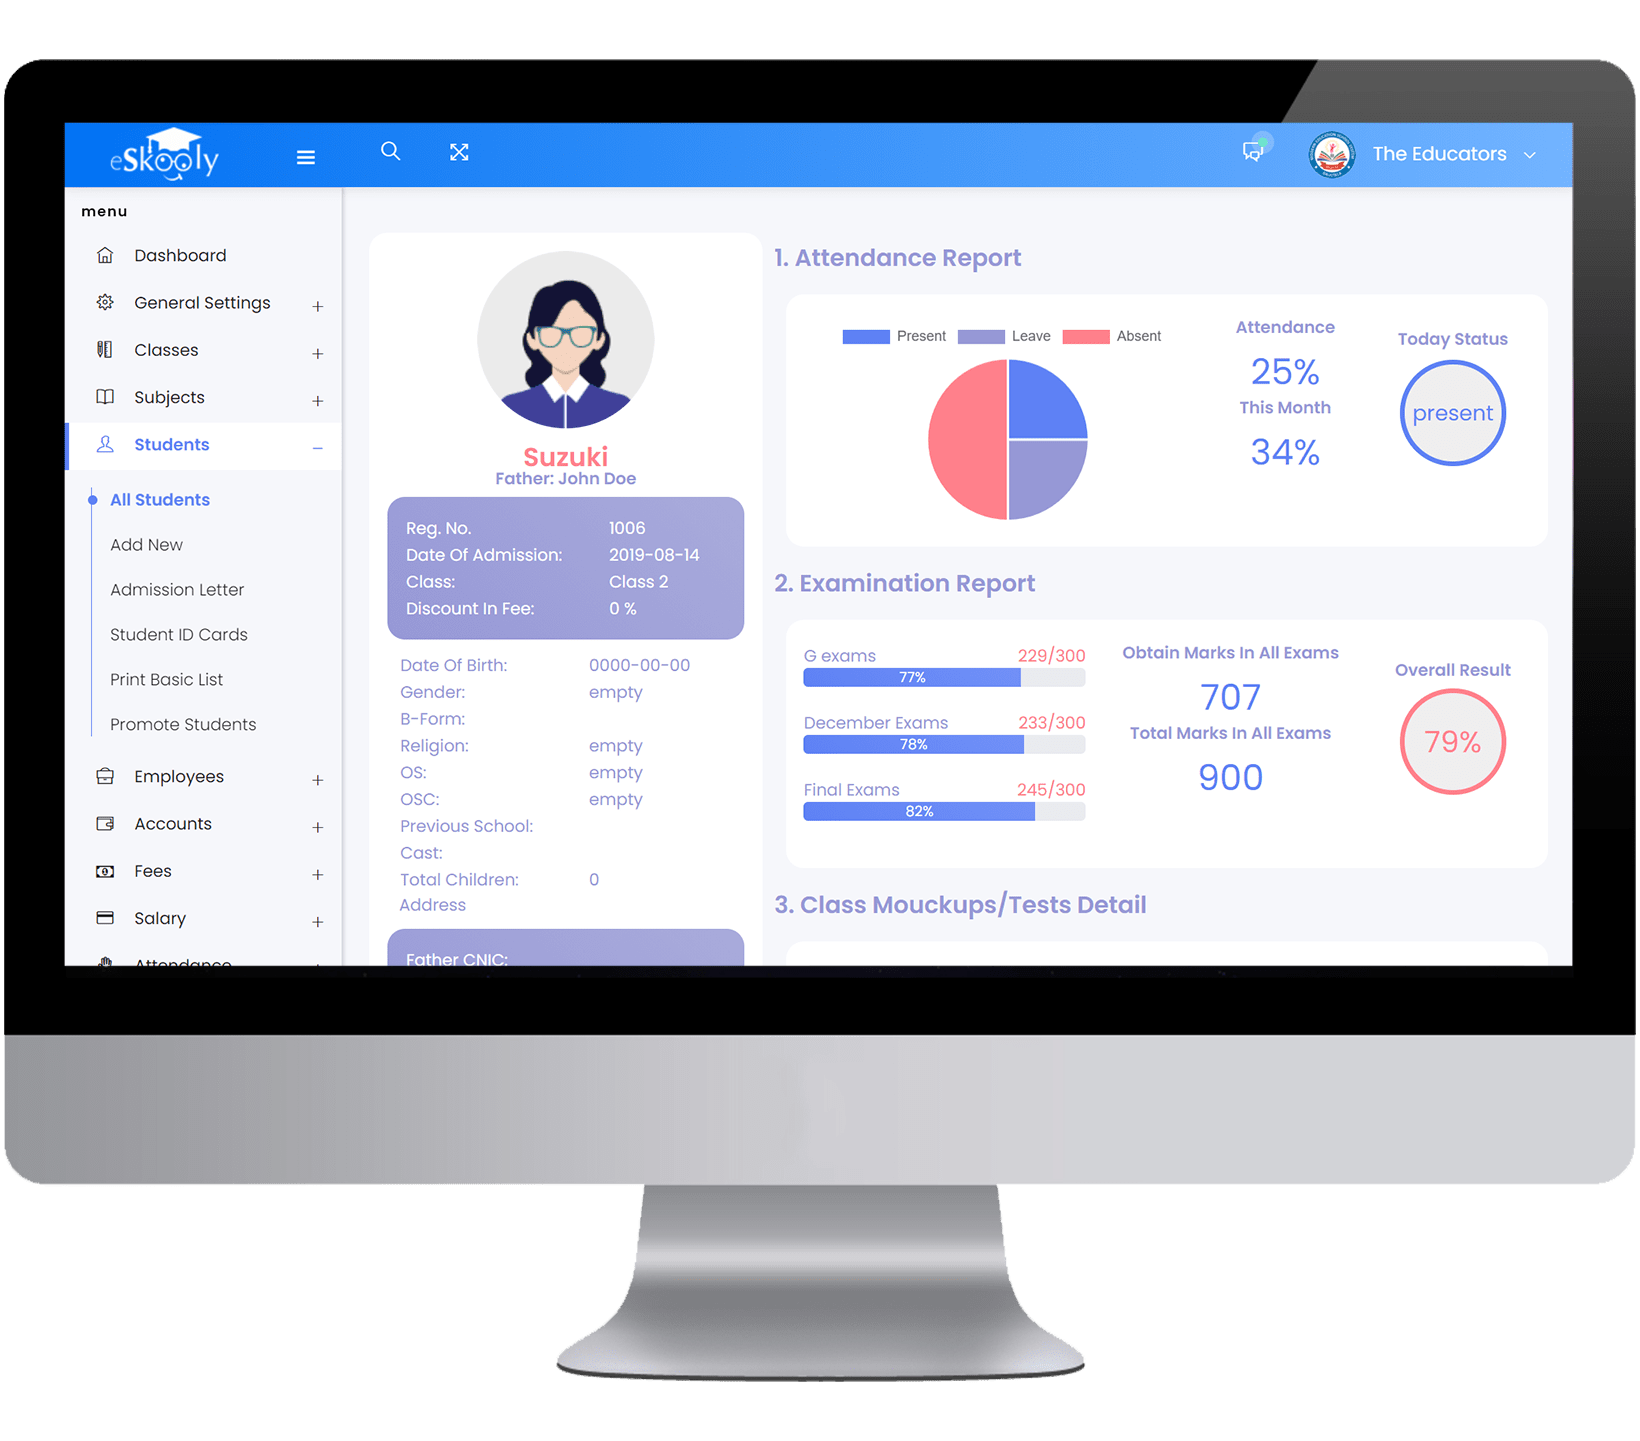 eSkooly
The Educators
menu
Dashboard
General Settings +
Classes +
Subjects +
Students –
All Students
Add New
Admission Letter
Student ID Cards
Print Basic List
Promote Students
Employees +
Accounts +
Fees +
Salary +
Attendance
Suzuki
Father: John Doe
Reg. No. 1006
Date Of Admission: 2019-08-14
Class: Class 2
Discount In Fee: 0 %
Date Of Birth: 0000-00-00
Gender: empty
B-Form:
Religion: empty
OS: empty
OSC: empty
Previous School:
Cast:
Total Children: 0
Address
Father CNIC:
1. Attendance Report
Present Leave Absent
Attendance
25%
This Month
34%
Today Status
present
2. Examination Report
G exams 229/300
77%
December Exams 233/300
78%
Final Exams 245/300
82%
Obtain Marks In All Exams
707
Total Marks In All Exams
900
Overall Result
79%
3. Class Mouckups/Tests Detail